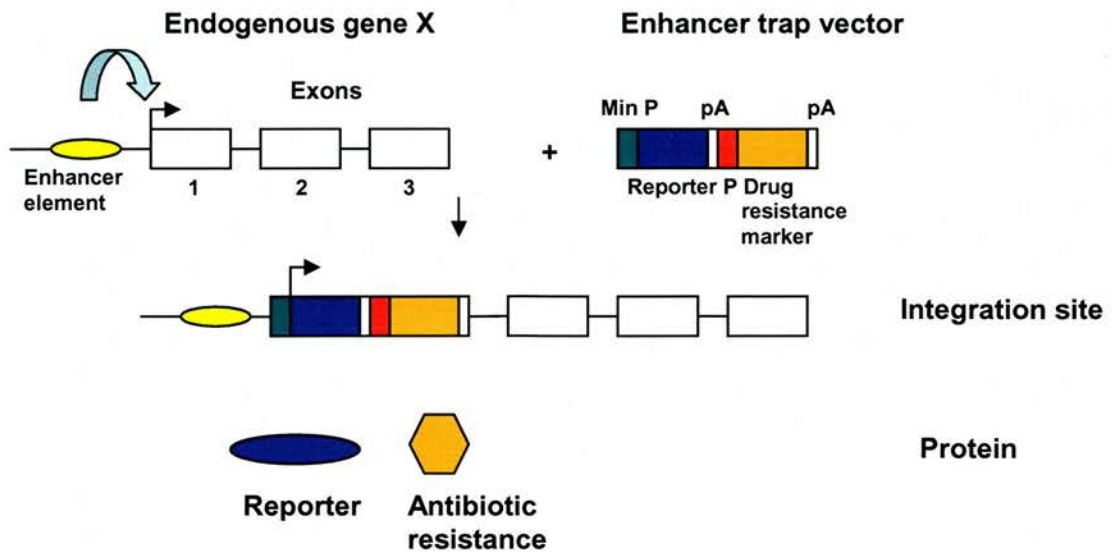 Endogenous gene X
Enhancer trap vector
Exons
Min P
pA
pA
+
Enhancer
element
1
2
3
Reporter P Drug
resistance
marker
Integration site
Protein
Reporter
Antibiotic
resistance